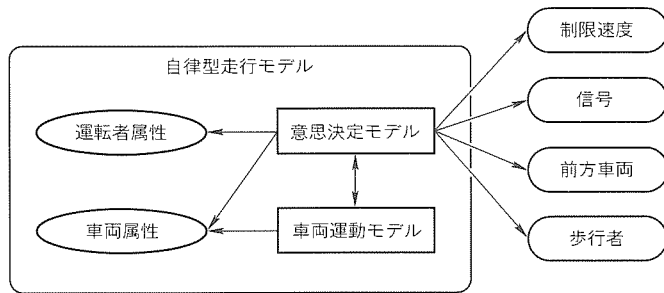 制限速度
自律型走行モデル
信号
運転者属性
意思決定モデル
前方車両
車両属性
車両運動モデル
歩行者